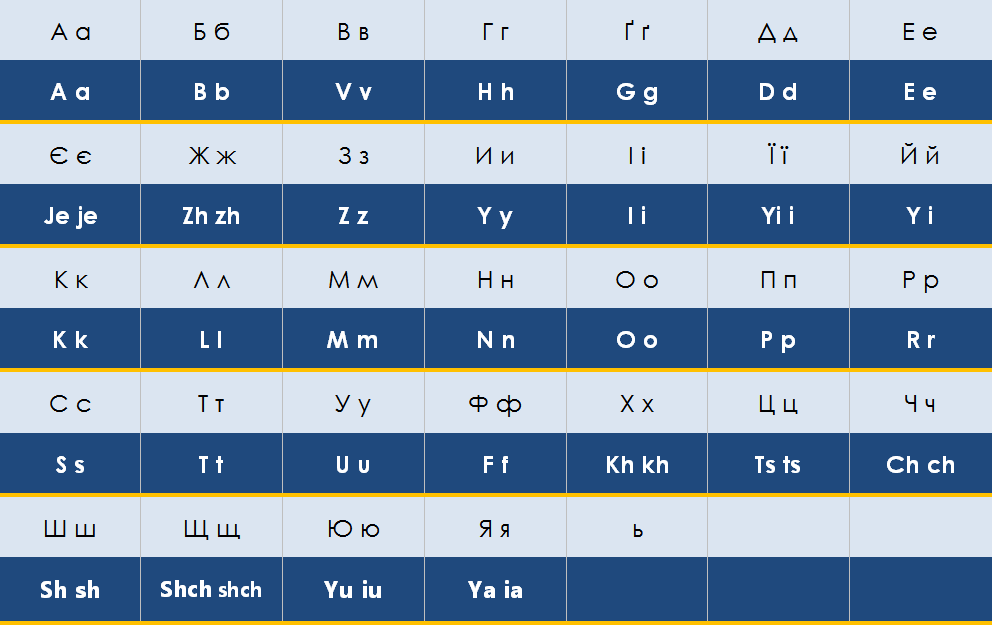 А а Б б В в Г г Ґ ґ Д д Е е
A a B b V v H h G g D d E e
Є є Ж ж З з И и І і Ї ї Й й
Je je Zh zh Z z Y y I i Yi i Y i
К к Л л М м Н н О о П п Р р
K k L l M m N n O o P p R r
С с Т т У у Ф ф Х х Ц ц Ч ч
S s T t U u F f Kh kh Ts ts Ch ch
Ш ш Щ щ Ю ю Я я ь
Sh sh Shch shch Yu iu Ya ia